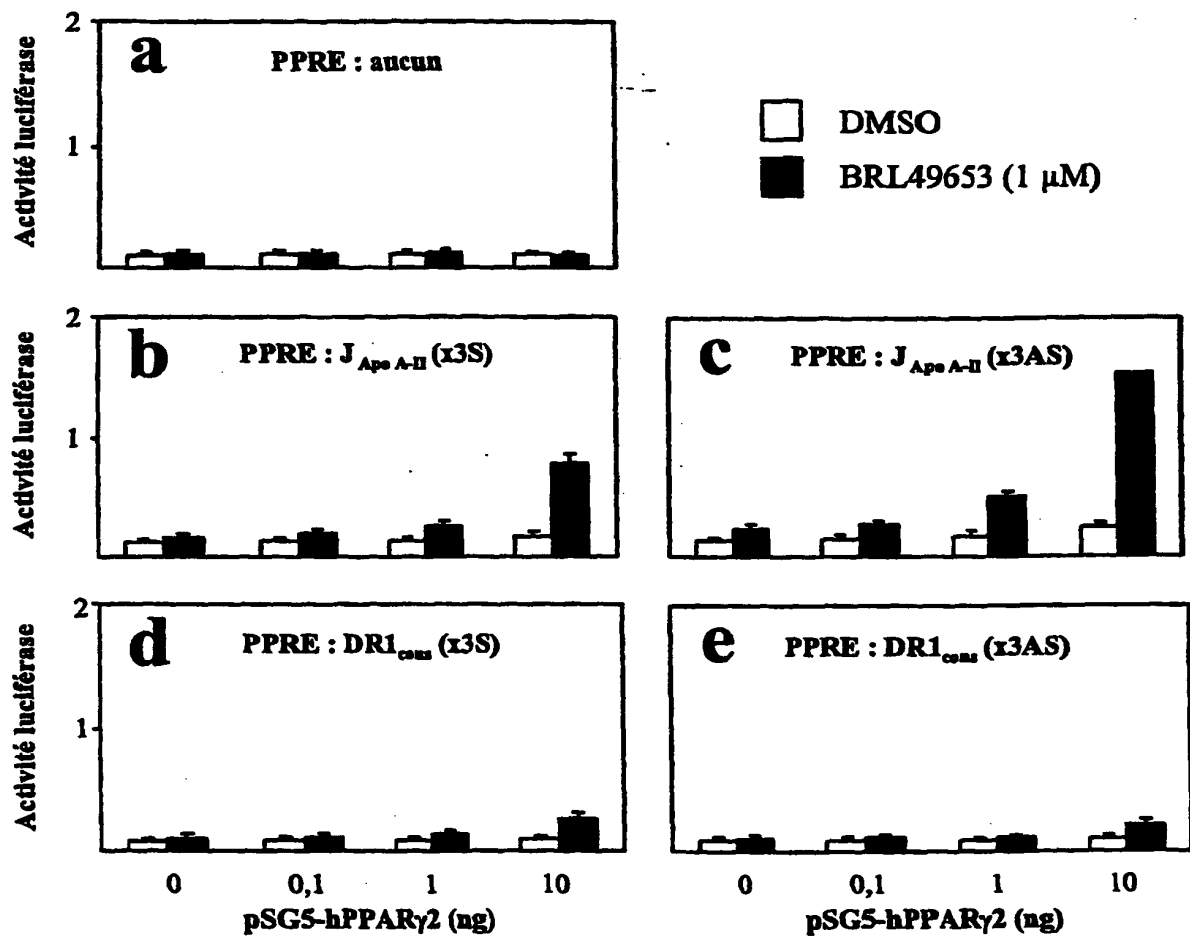 a
PPRE : aucun
Activité luciférase
2
1
DMSO
BRL49653 (1 µM)
b
PPRE : J Apo A-II (x3S)
Activité luciférase
2
1
c
PPRE : J Apo A-II (x3AS)
d
PPRE : DR1cons (x3S)
Activité luciférase
2
1
0 0,1 1 10
pSG5-hPPARγ2 (ng)
e
PPRE : DR1cons (x3AS)
0 0,1 1 10
pSG5-hPPARγ2 (ng)